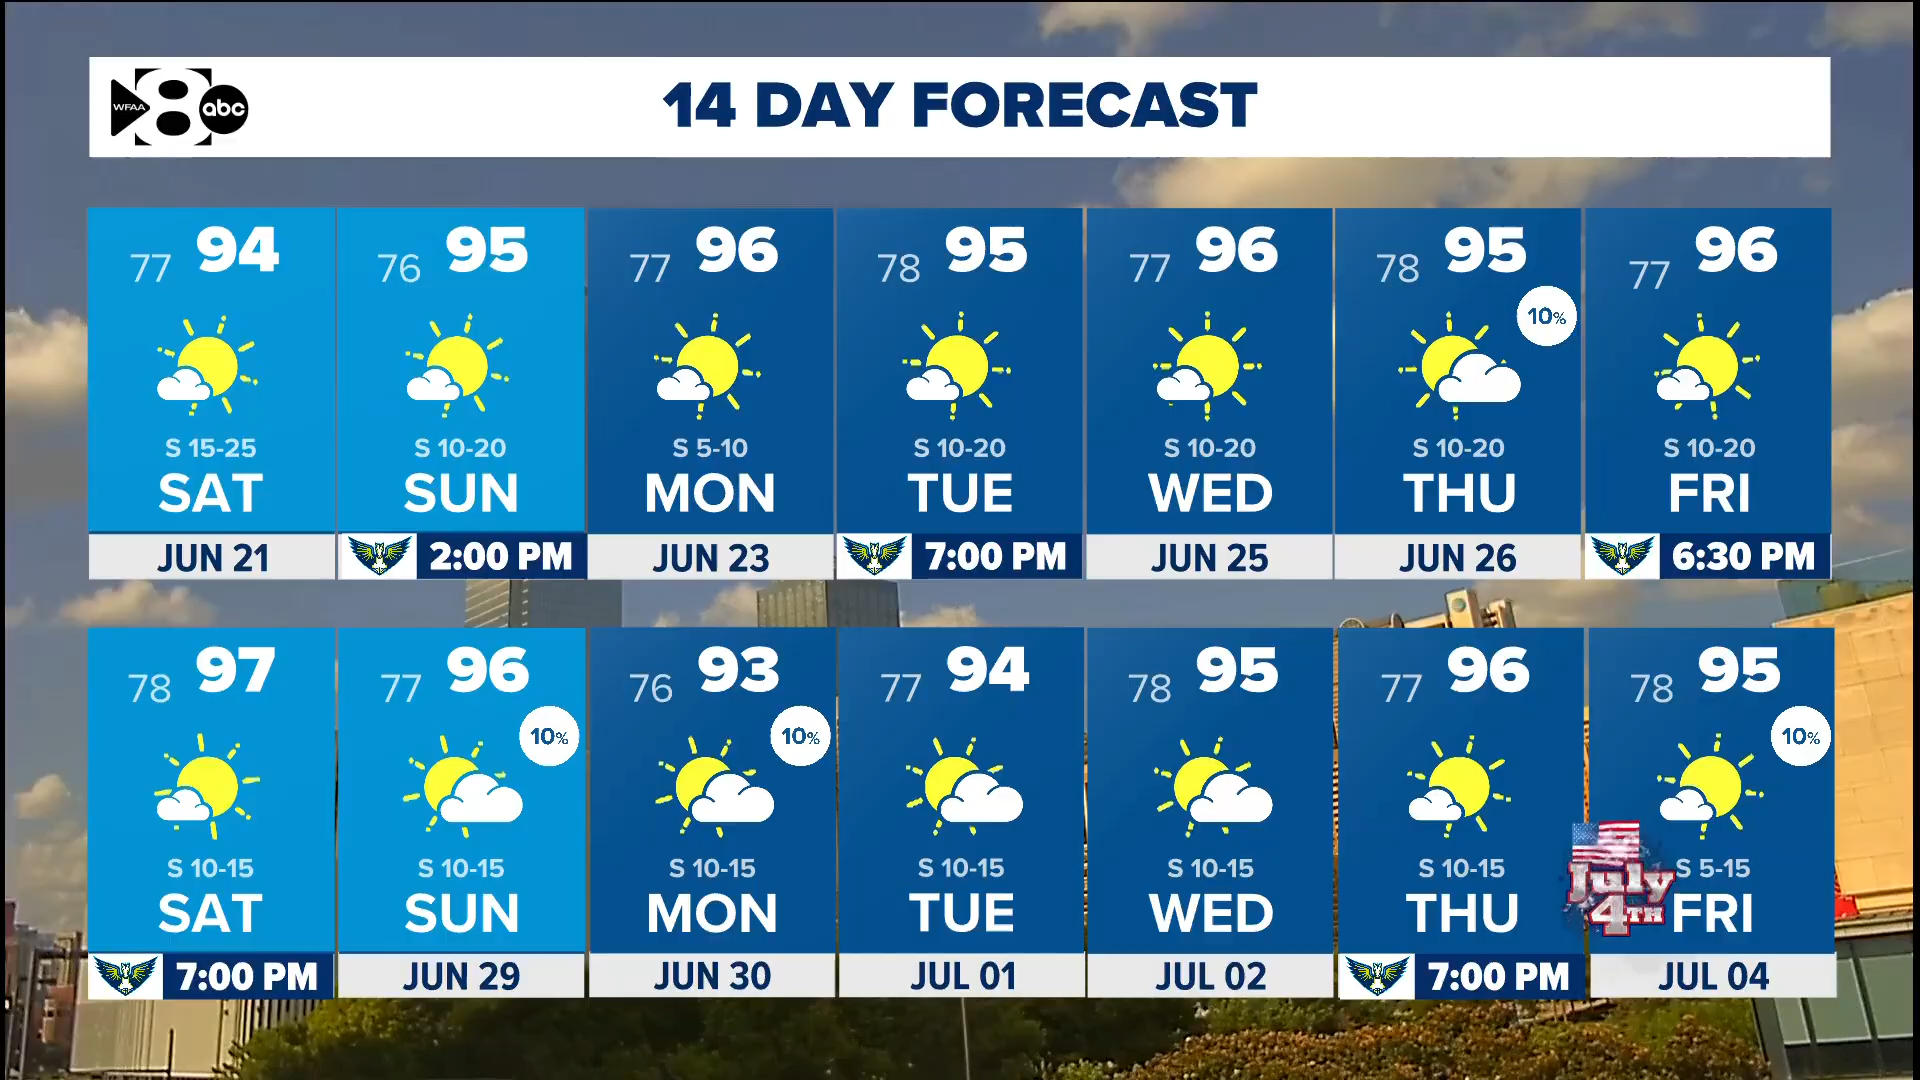 WFAA 8 abc
14 DAY FORECAST
77 94 76 95 77 96 78 95 77 96 78 95 77 96
10%
S 15-25 S 10-20 S 5-10 S 10-20 S 10-20 S 10-20 S 10-20
SAT SUN MON TUE WED THU FRI
JUN 21 2:00 PM JUN 23 7:00 PM JUN 25 JUN 26 6:30 PM
78 97 77 96 76 93 77 94 78 95 77 96 78 95
10% 10% 10%
S 10-15 S 10-15 S 10-15 S 10-15 S 10-15 S 10-15 S 5-15
SAT SUN MON TUE WED THU July 4TH FRI
7:00 PM JUN 29 JUN 30 JUL 01 JUL 02 7:00 PM JUL 04